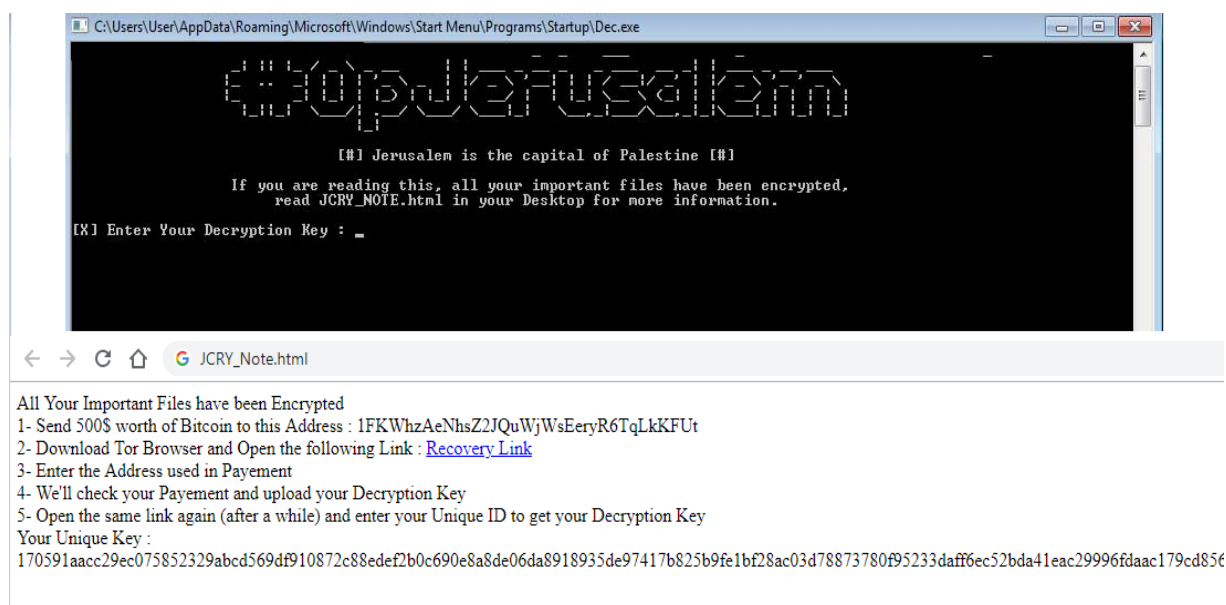 C:\Users\User\AppData\Roaming\Microsoft\Windows\Start Menu\Programs\Startup\Dec.exe
#OpJerusalem
[#] Jerusalem is the capital of Palestine [#]
If you are reading this, all your important files have been encrypted,
read JCRY_NOTE.html in your Desktop for more information.
[X] Enter Your Decryption Key : _
JCRY_Note.html
All Your Important Files have been Encrypted
1- Send 500$ worth of Bitcoin to this Address : 1FKWhzAeNhsZ2JQuWjWsEeryR6TqLkKFUt
2- Download Tor Browser and Open the following Link : Recovery Link
3- Enter the Address used in Payement
4- We'll check your Payement and upload your Decryption Key
5- Open the same link again (after a while) and enter your Unique ID to get your Decryption Key
Your Unique Key :
170591aacc29ec075852329abcd569df910872c88edef2b0c690e8a8de06da8918935de97417b825b9fe1bf28ac03d78873780f95233daff6ec52bda41eac29996fdaac179cd856